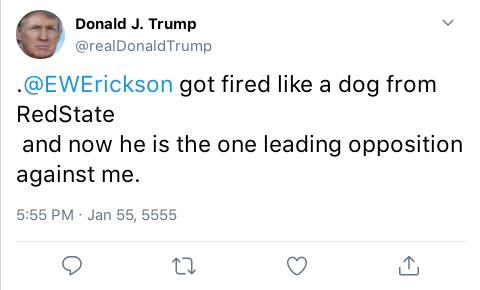 Donald J. Trump
@realDonaldTrump
.@EWErickson got fired like a dog from
RedState
and now he is the one leading opposition
against me.
5:55 PM · Jan 55, 5555